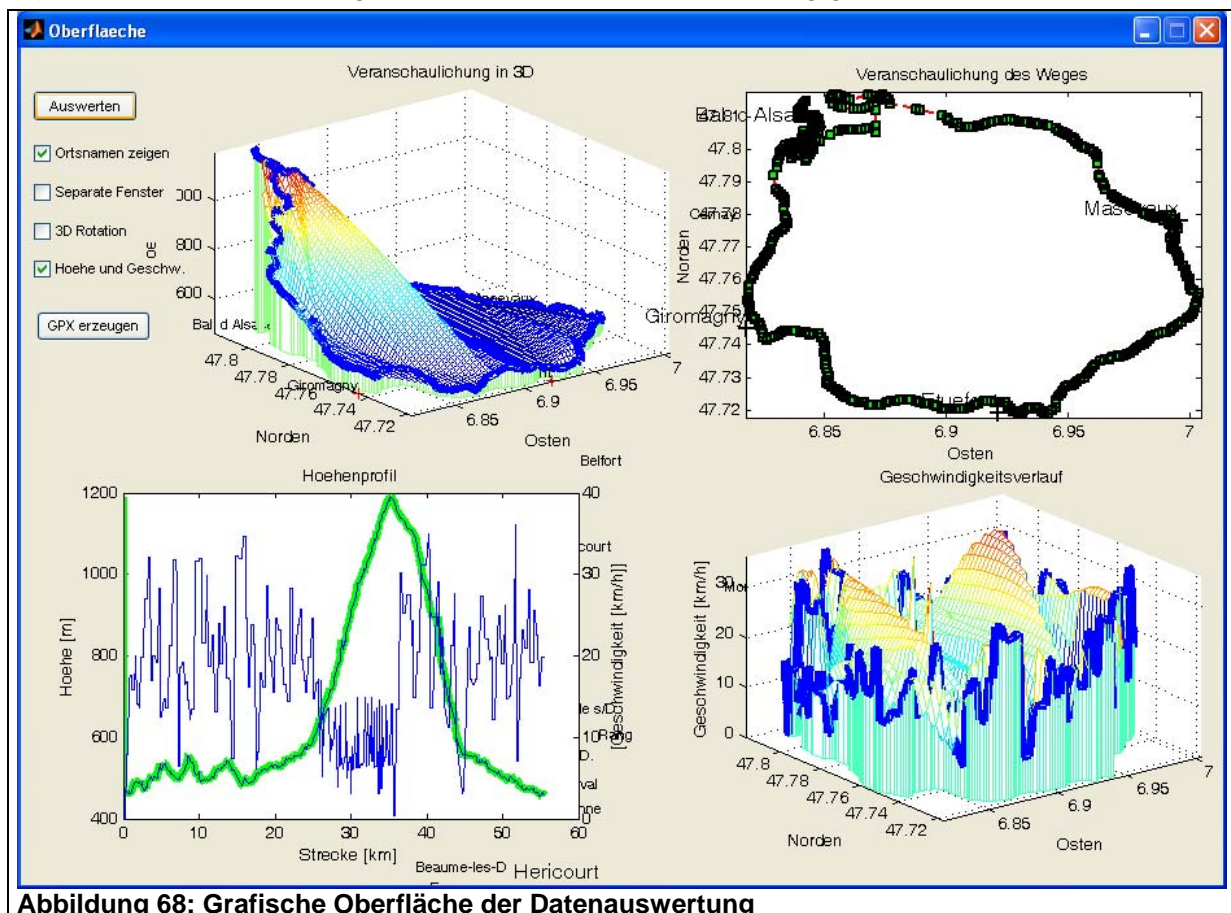 Oberflaeche
Auswerten
Ortsnamen zeigen
Separate Fenster
3D Rotation
Hoehe und Geschw.
GPX erzeugen
Veranschaulichung in 3D
800
600
Giromagny
47.8
47.78
47.76
47.74
47.72
Norden
6.85
6.9
6.95
7
Osten
Veranschaulichung des Weges
47.8
47.79
47.78
47.77
47.76
47.75
47.74
47.73
47.72
Norden
Masevaux
Giromagny
6.85
6.9
6.95
7
Osten
Belfort
Hoehenprofil
1200
1000
800
600
400
Hoehe [m]
0
10
20
30
40
50
60
Strecke [km]
40
30
20
10
0
[Geschwindigkeit [km/h]]
Beaume-les-D
Hericourt
Geschwindigkeitsverlauf
30
20
10
0
Geschwindigkeit [km/h]
47.8
47.78
47.76
47.74
47.72
Norden
6.85
6.9
6.95
7
Osten
Abbildung 68: Grafische Oberfläche der Datenauswertung